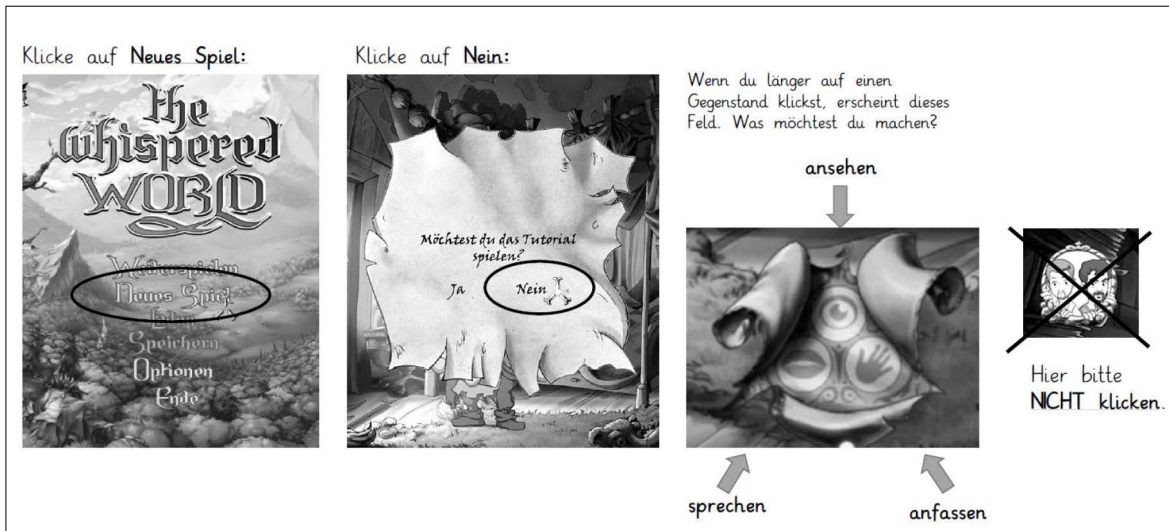 Klicke auf Neues Spiel:
the
whispered
WORLD
Weiterspielen
Neues Spiel
Laden
Speichern
Optionen
Ende
Klicke auf Nein:
Möchtest du das Tutorial
spielen?
Ja Nein
Wenn du länger auf einen
Gegenstand klickst, erscheint dieses
Feld. Was möchtest du machen?
ansehen
sprechen
anfassen
Hier bitte
NICHT klicken.